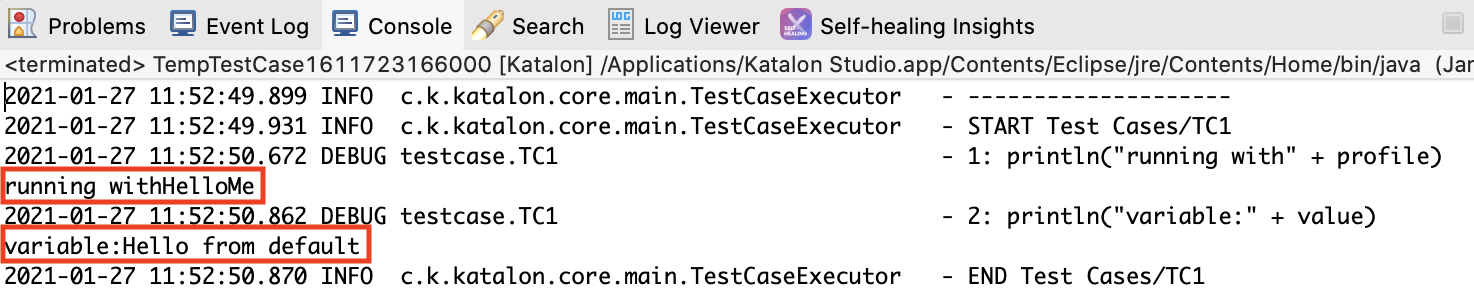 Problems Event Log Console Search LOG Log Viewer SELF-HEALING Self-healing Insights
<terminated> TempTestCase1611723166000 [Katalon] /Applications/Katalon Studio.app/Contents/Eclipse/jre/Contents/Home/bin/java (Jan
2021-01-27 11:52:49.899 INFO c.k.katalon.core.main.TestCaseExecutor - --------------------
2021-01-27 11:52:49.931 INFO c.k.katalon.core.main.TestCaseExecutor - START Test Cases/TC1
2021-01-27 11:52:50.672 DEBUG testcase.TC1 - 1: println("running with" + profile)
running withHelloMe
2021-01-27 11:52:50.862 DEBUG testcase.TC1 - 2: println("variable:" + value)
variable:Hello from default
2021-01-27 11:52:50.870 INFO c.k.katalon.core.main.TestCaseExecutor - END Test Cases/TC1